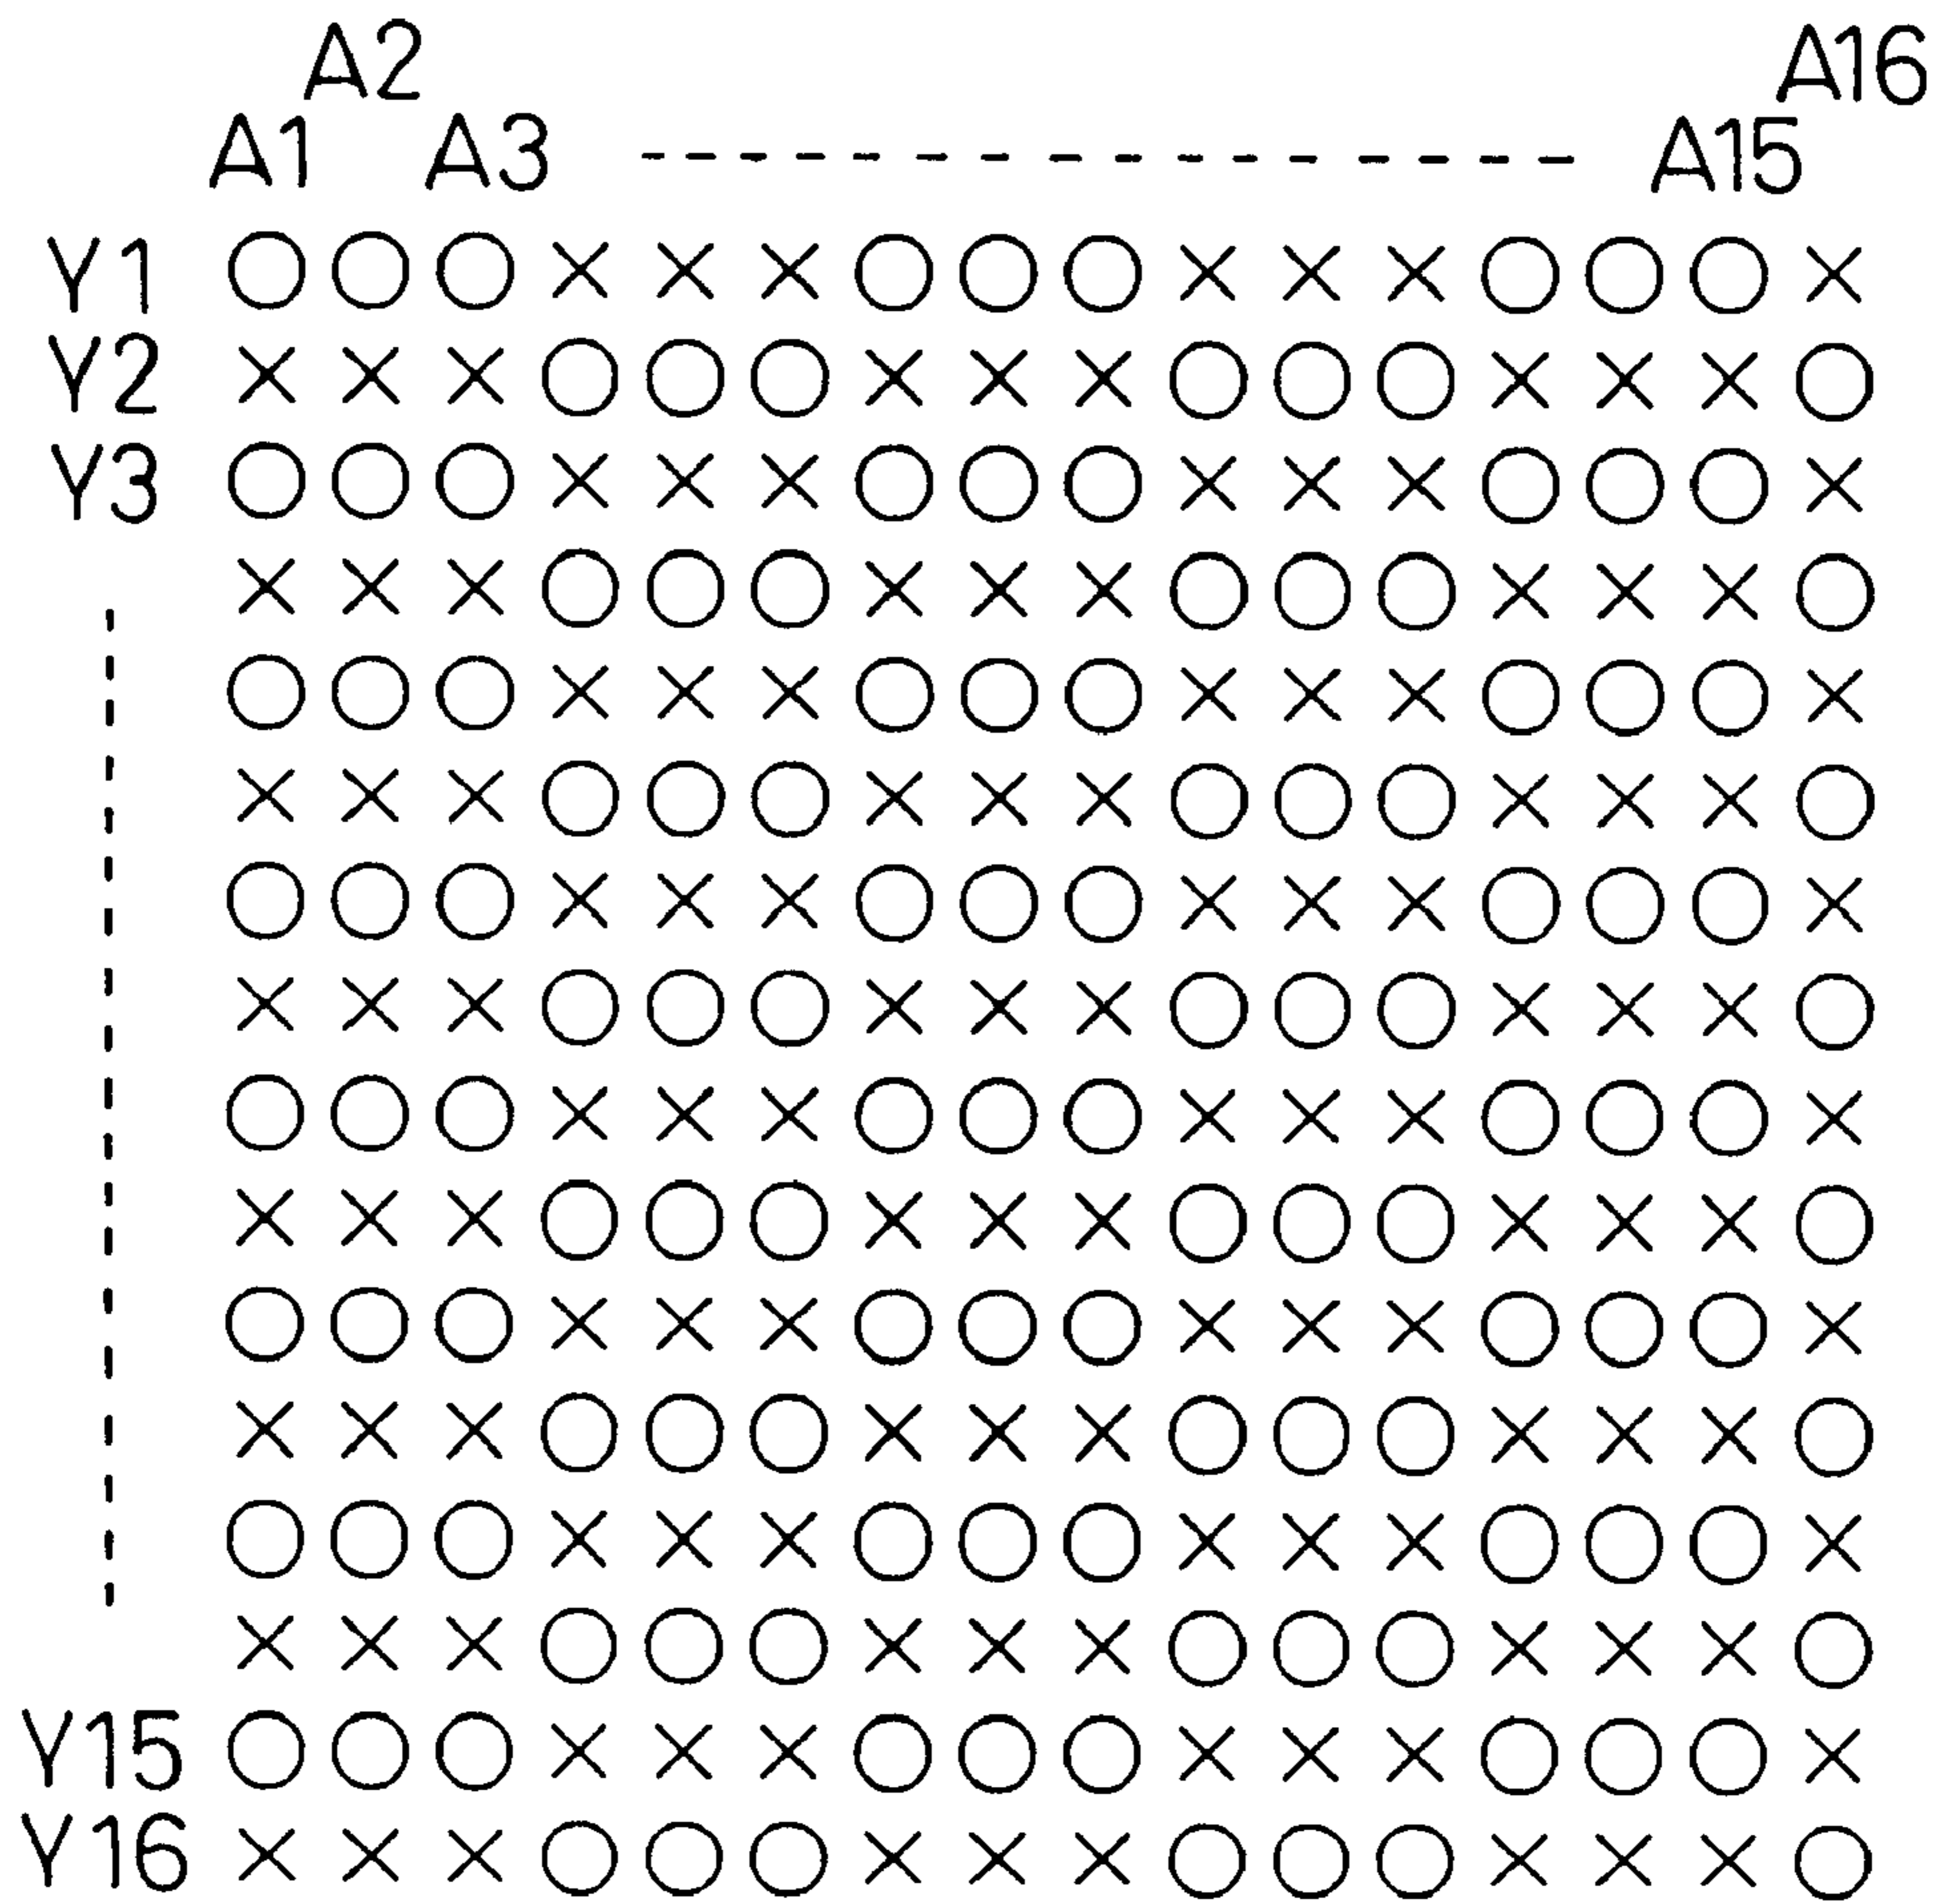 A2 A16
A1 A3 A15
Y1 ○ ○ ○ × × × ○ ○ ○ × × × ○ ○ ○ ×
Y2 × × × ○ ○ ○ × × × ○ ○ ○ × × × ○
Y3 ○ ○ ○ × × × ○ ○ ○ × × × ○ ○ ○ ×
× × × ○ ○ ○ × × × ○ ○ ○ × × × ○
○ ○ ○ × × × ○ ○ ○ × × × ○ ○ ○ ×
× × × ○ ○ ○ × × × ○ ○ ○ × × × ○
○ ○ ○ × × × ○ ○ ○ × × × ○ ○ ○ ×
× × × ○ ○ ○ × × × ○ ○ ○ × × × ○
○ ○ ○ × × × ○ ○ ○ × × × ○ ○ ○ ×
× × × ○ ○ ○ × × × ○ ○ ○ × × × ○
○ ○ ○ × × × ○ ○ ○ × × × ○ ○ ○ ×
× × × ○ ○ ○ × × × ○ ○ ○ × × × ○
○ ○ ○ × × × ○ ○ ○ × × × ○ ○ ○ ×
× × × ○ ○ ○ × × × ○ ○ ○ × × × ○
Y15 ○ ○ ○ × × × ○ ○ ○ × × × ○ ○ ○ ×
Y16 × × × ○ ○ ○ × × × ○ ○ ○ × × × ○